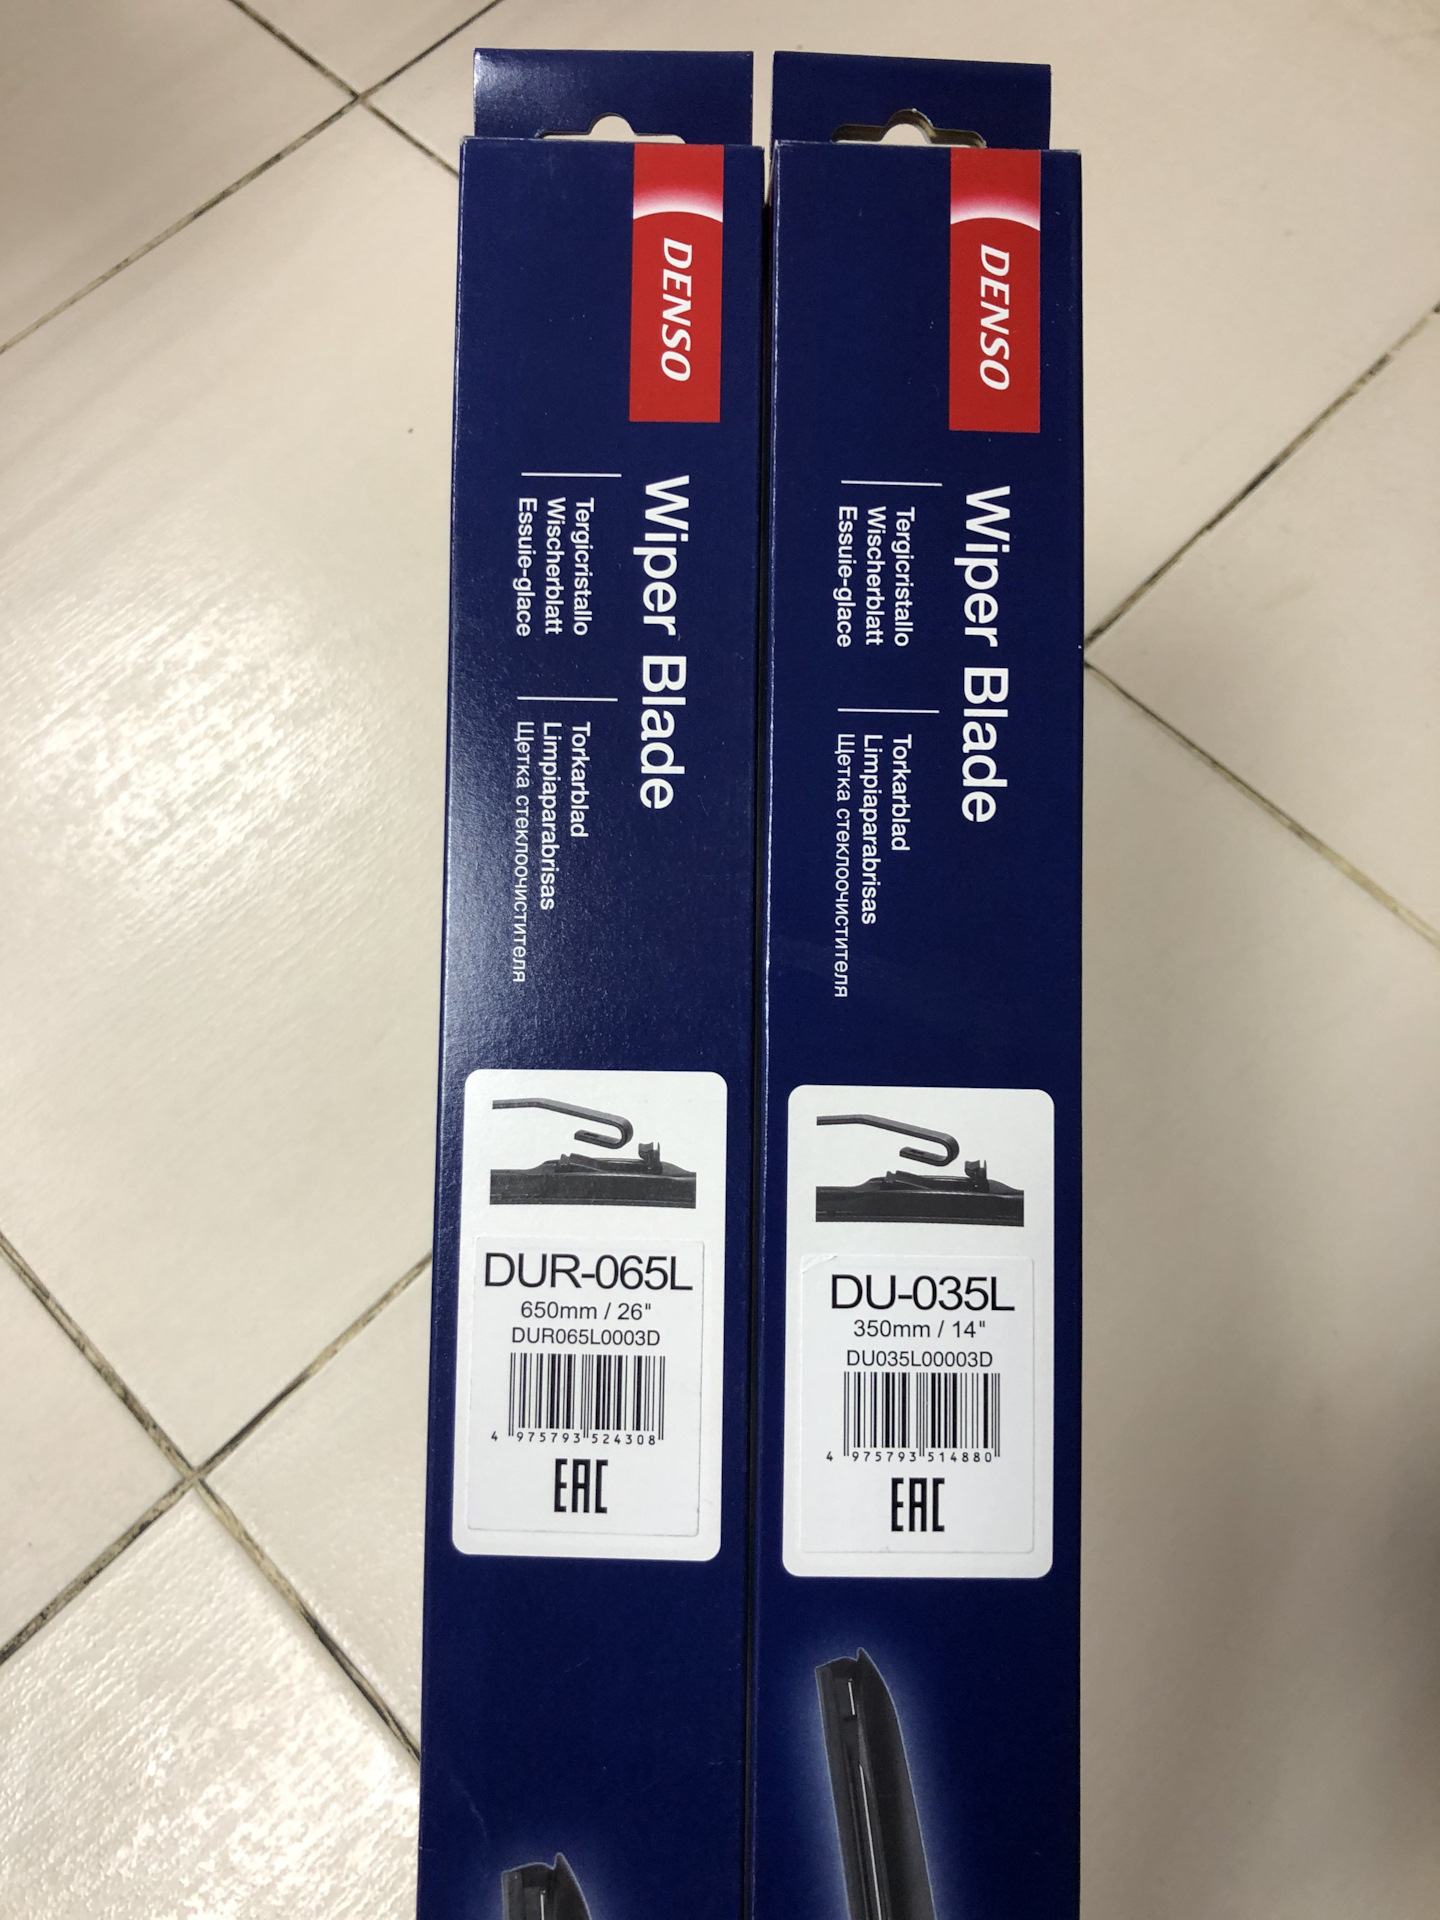 DENSO
Wiper Blade
Tergicristallo
Wischerblatt
Essuie-glace
Torkarblad
Limpiaparabrisas
Щетка стеклоочистителя
DUR-065L
650mm / 26"
DUR065L0003D
4 975793 524308
EAC
DENSO
Wiper Blade
Tergicristallo
Wischerblatt
Essuie-glace
Torkarblad
Limpiaparabrisas
Щетка стеклоочистителя
DU-035L
350mm / 14"
DU035L00003D
4 975793 514880
EAC